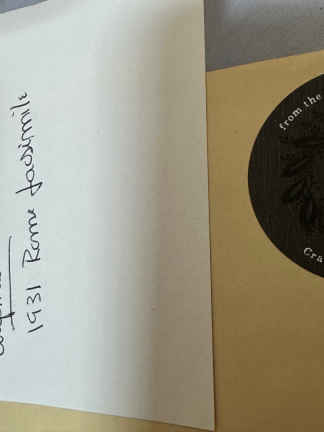 1931 Rome facsimile
from the
Cra